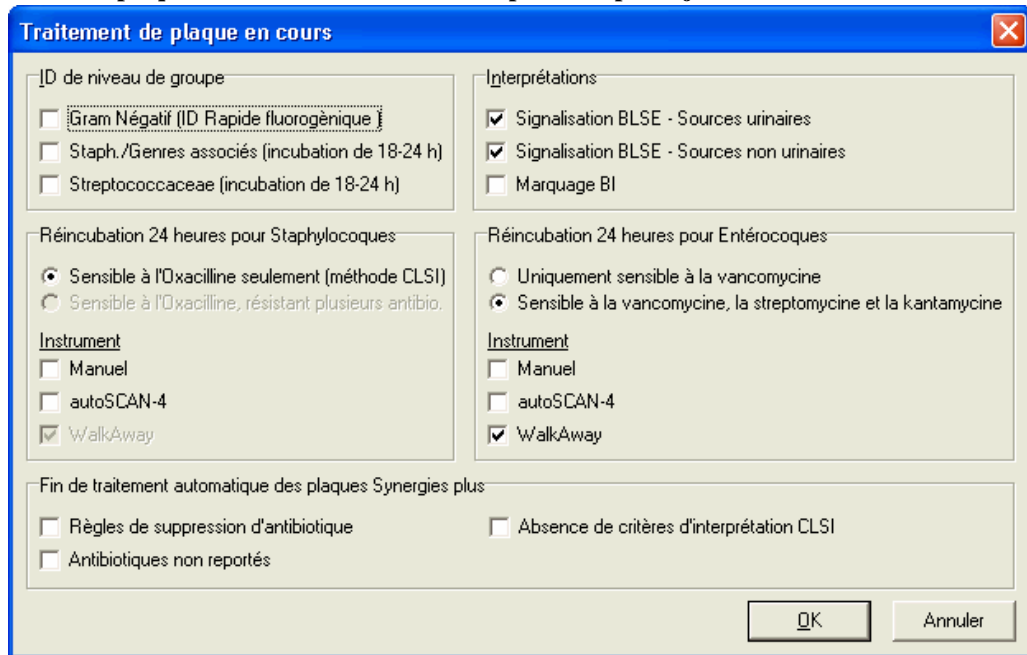 Traitement de plaque en cours
ID de niveau de groupe
Gram Négatif (ID Rapide fluorogènique )
Staph./Genres associés (incubation de 18-24 h)
Streptococcaceae (incubation de 18-24 h)
Interprétations
Signalisation BLSE - Sources urinaires
Signalisation BLSE - Sources non urinaires
Marquage BI
Réincubation 24 heures pour Staphylocoques
Sensible à l'Oxacilline seulement (méthode CLSI)
Sensible à l'Oxacilline, résistant plusieurs antibio.
Instrument
Manuel
autoSCAN-4
WalkAway
Réincubation 24 heures pour Entérocoques
Uniquement sensible à la vancomycine
Sensible à la vancomycine, la streptomycine et la kantamycine
Instrument
Manuel
autoSCAN-4
WalkAway
Fin de traitement automatique des plaques Synergies plus
Règles de suppression d'antibiotique
Antibiotiques non reportés
Absence de critères d'interprétation CLSI
OK
Annuler